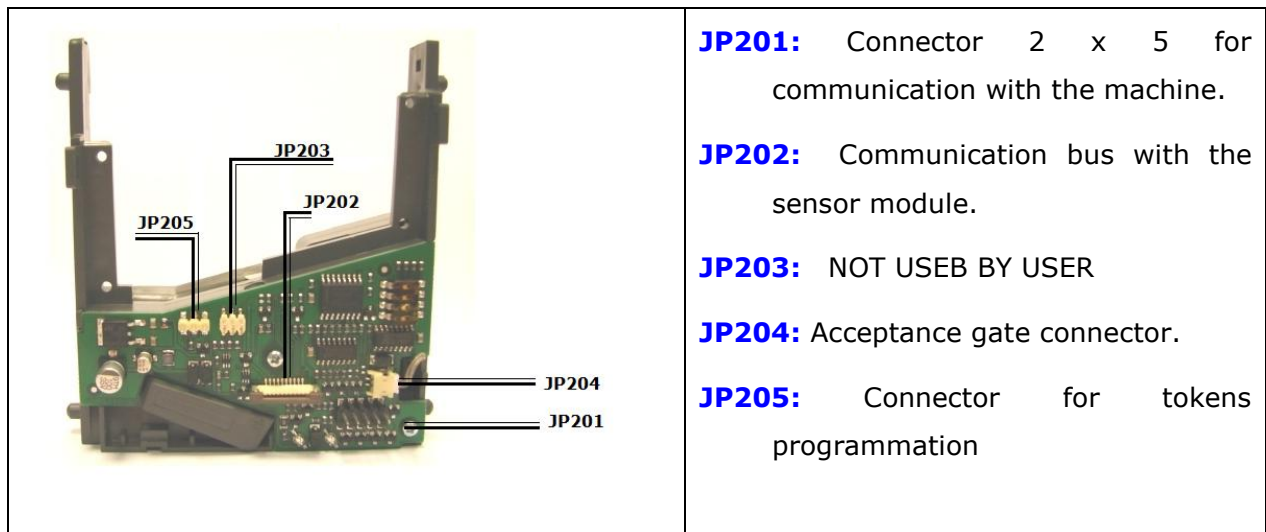 JP203
JP202
JP205
JP204
JP201
JP201: Connector 2 x 5 for
communication with the machine.
JP202: Communication bus with the
sensor module.
JP203: NOT USEB BY USER
JP204: Acceptance gate connector.
JP205: Connector for tokens
programmation